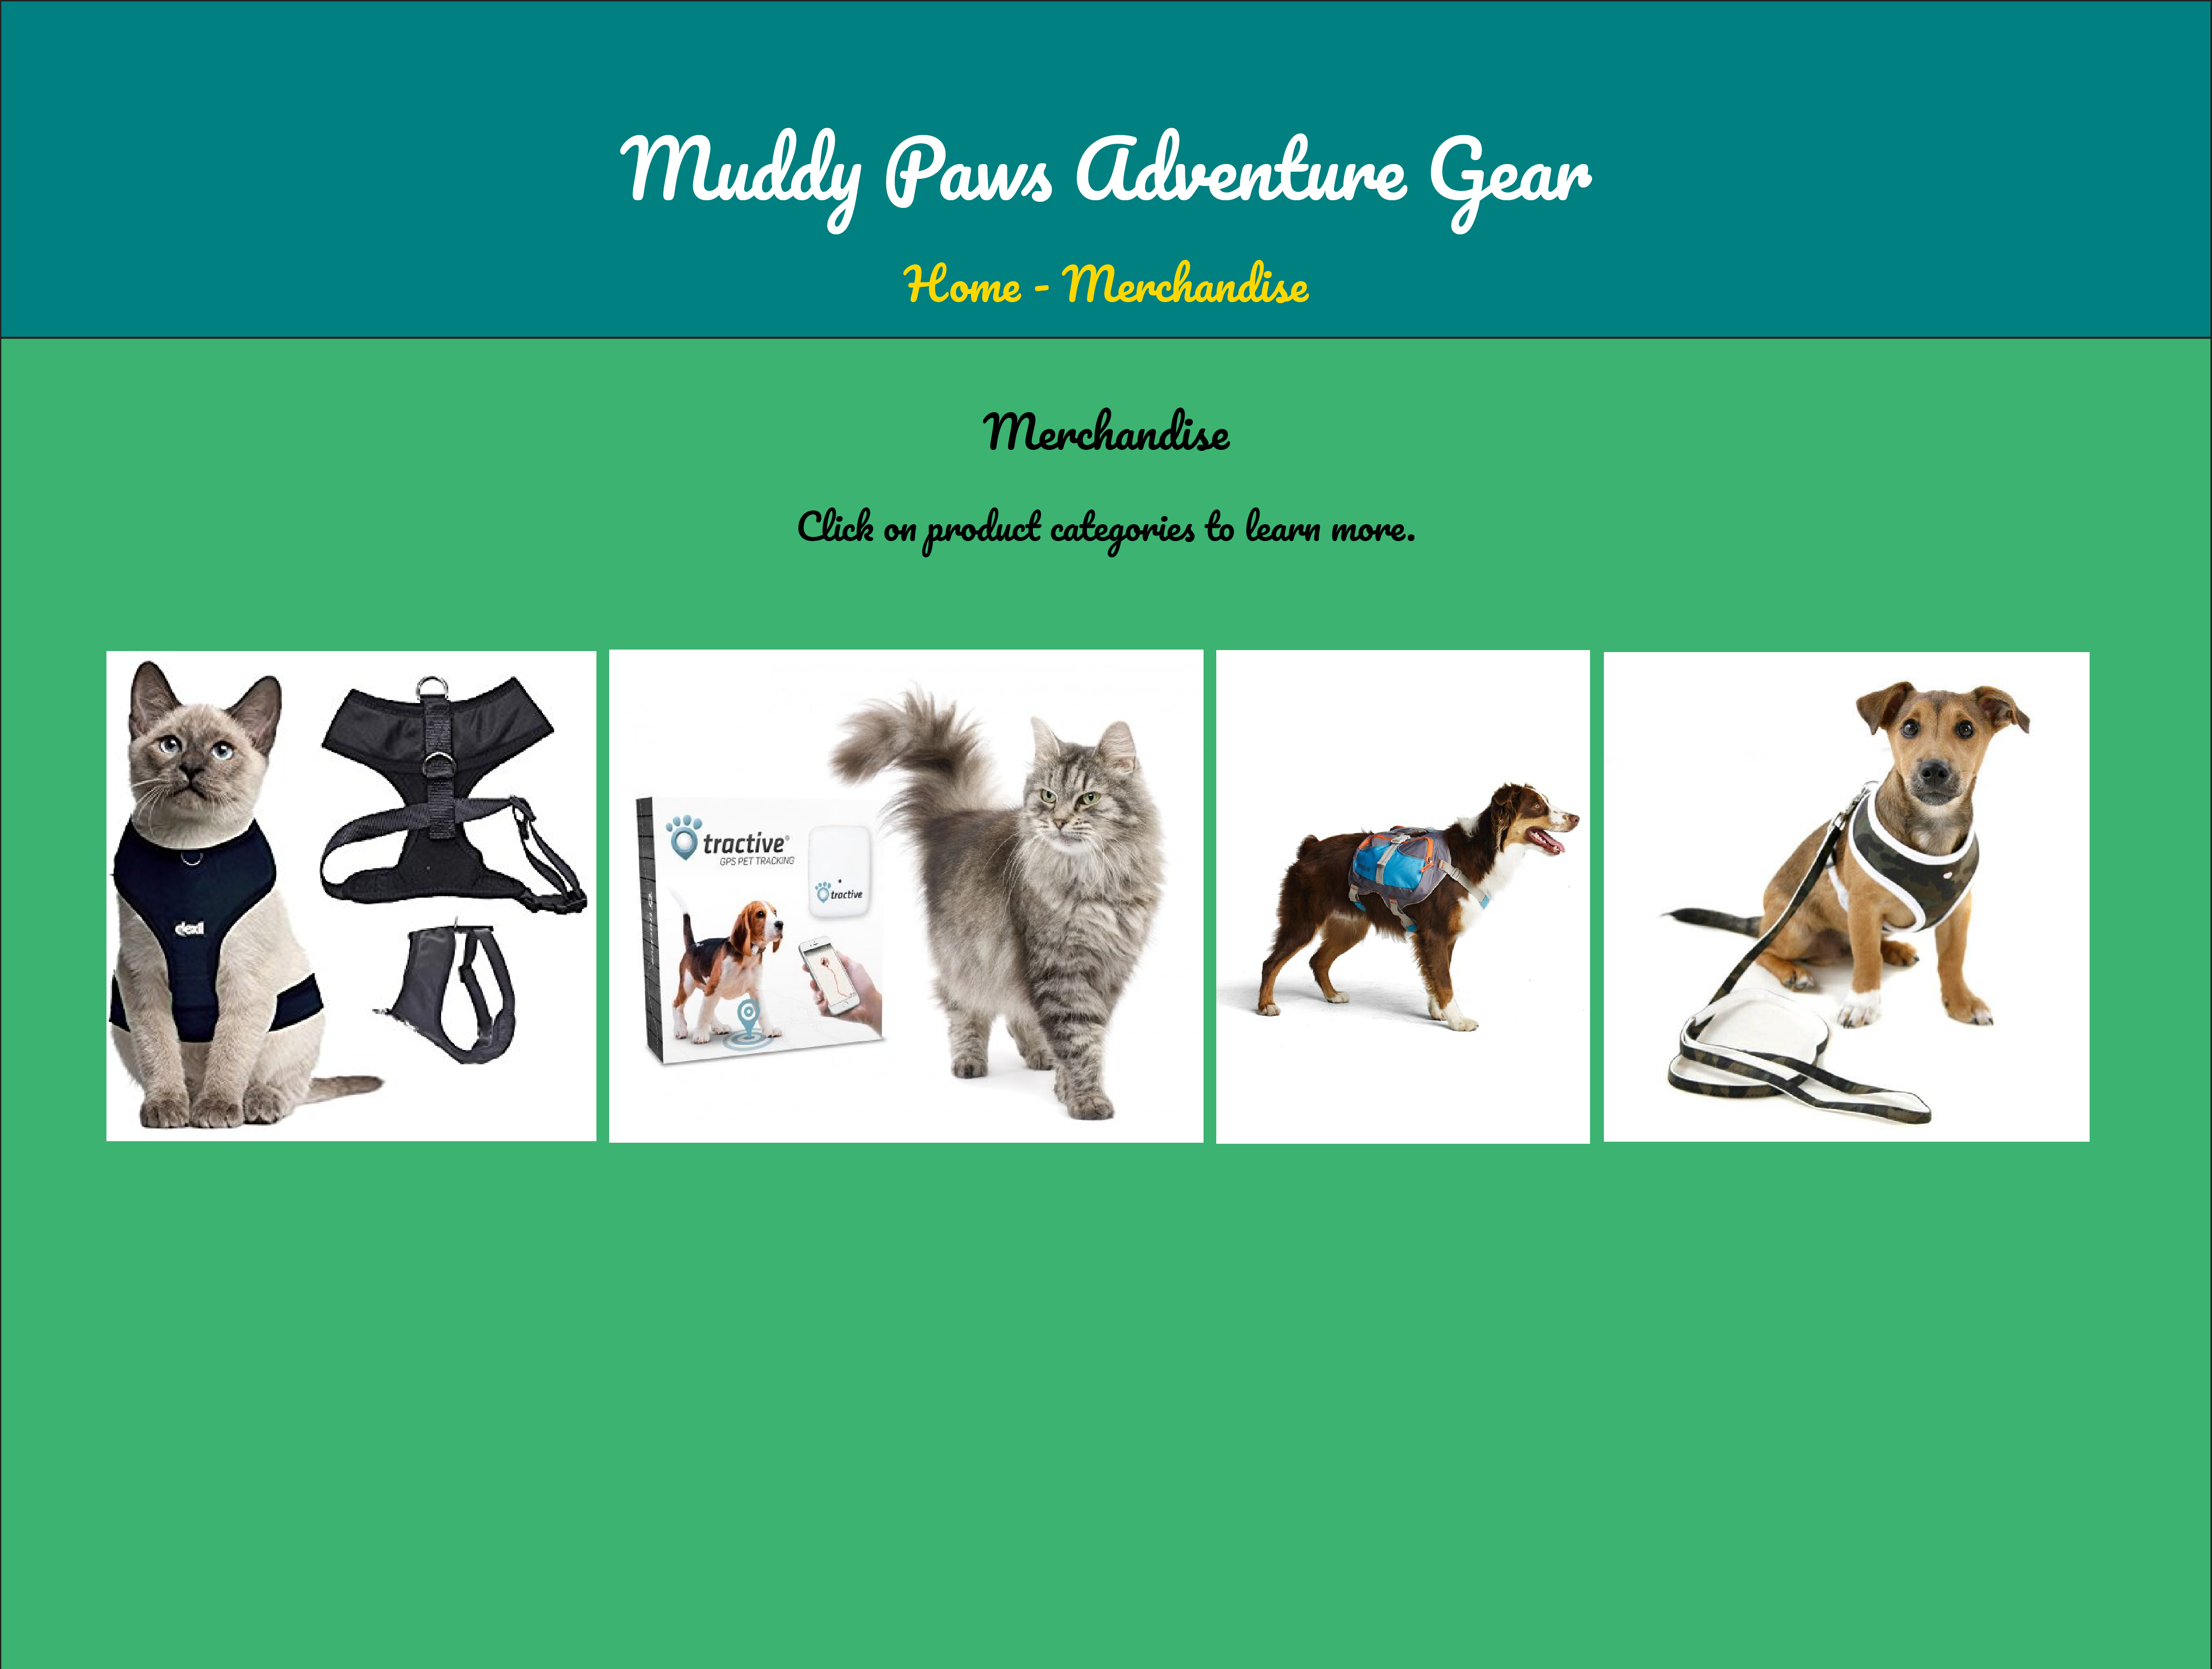 Muddy Paws Adventure Gear
Home - Merchandise
Merchandise
Click on product categories to learn more.
dexil
tractive®
GPS PET TRACKING
tractive